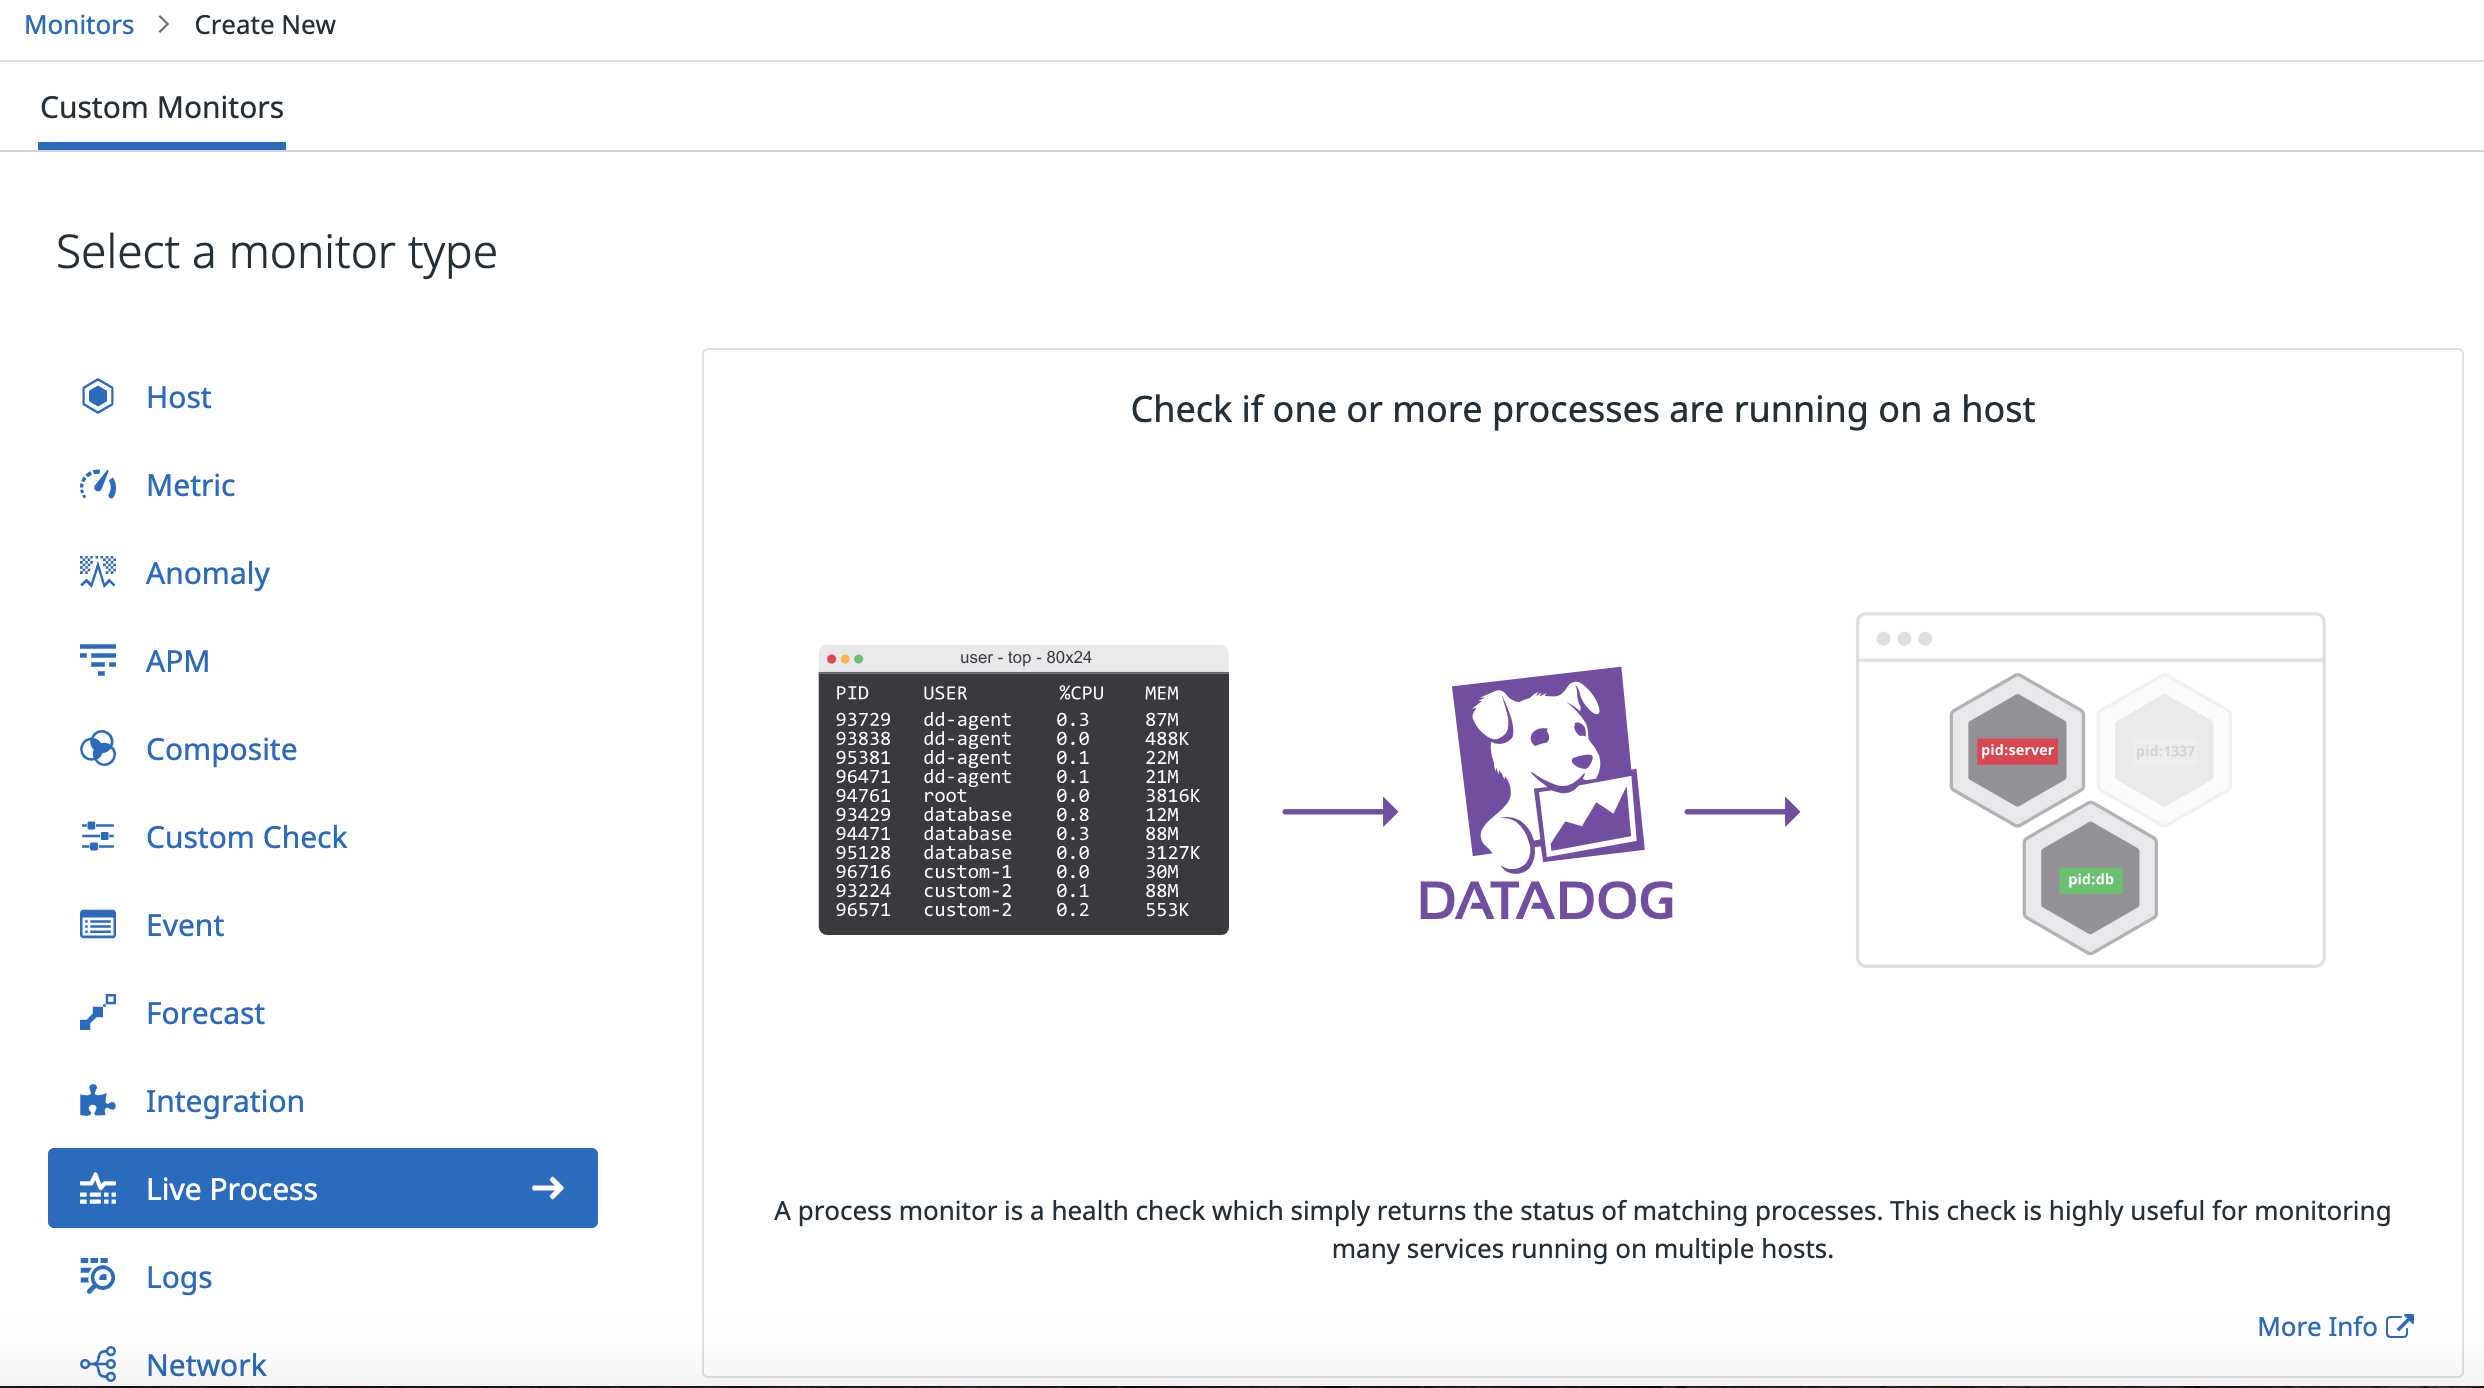 Monitors > Create New
Custom Monitors
Select a monitor type
Host
Metric
Anomaly
APM
Composite
Custom Check
Event
Forecast
Integration
Live Process
Logs
Network
Check if one or more processes are running on a host
user - top - 80x24
PID USER %CPU MEM
93729 dd-agent 0.3 87M
93838 dd-agent 0.0 488K
95381 dd-agent 0.1 22M
96471 dd-agent 0.1 21M
94761 root 0.0 3816K
93429 database 0.8 12M
94471 database 0.3 88M
95128 database 0.0 3127K
96716 custom-1 0.0 30M
93224 custom-2 0.1 88M
96571 custom-2 0.2 553K
DATADOG
pid:server
pid:1337
pid:db
A process monitor is a health check which simply returns the status of matching processes. This check is highly useful for monitoring
many services running on multiple hosts.
More Info